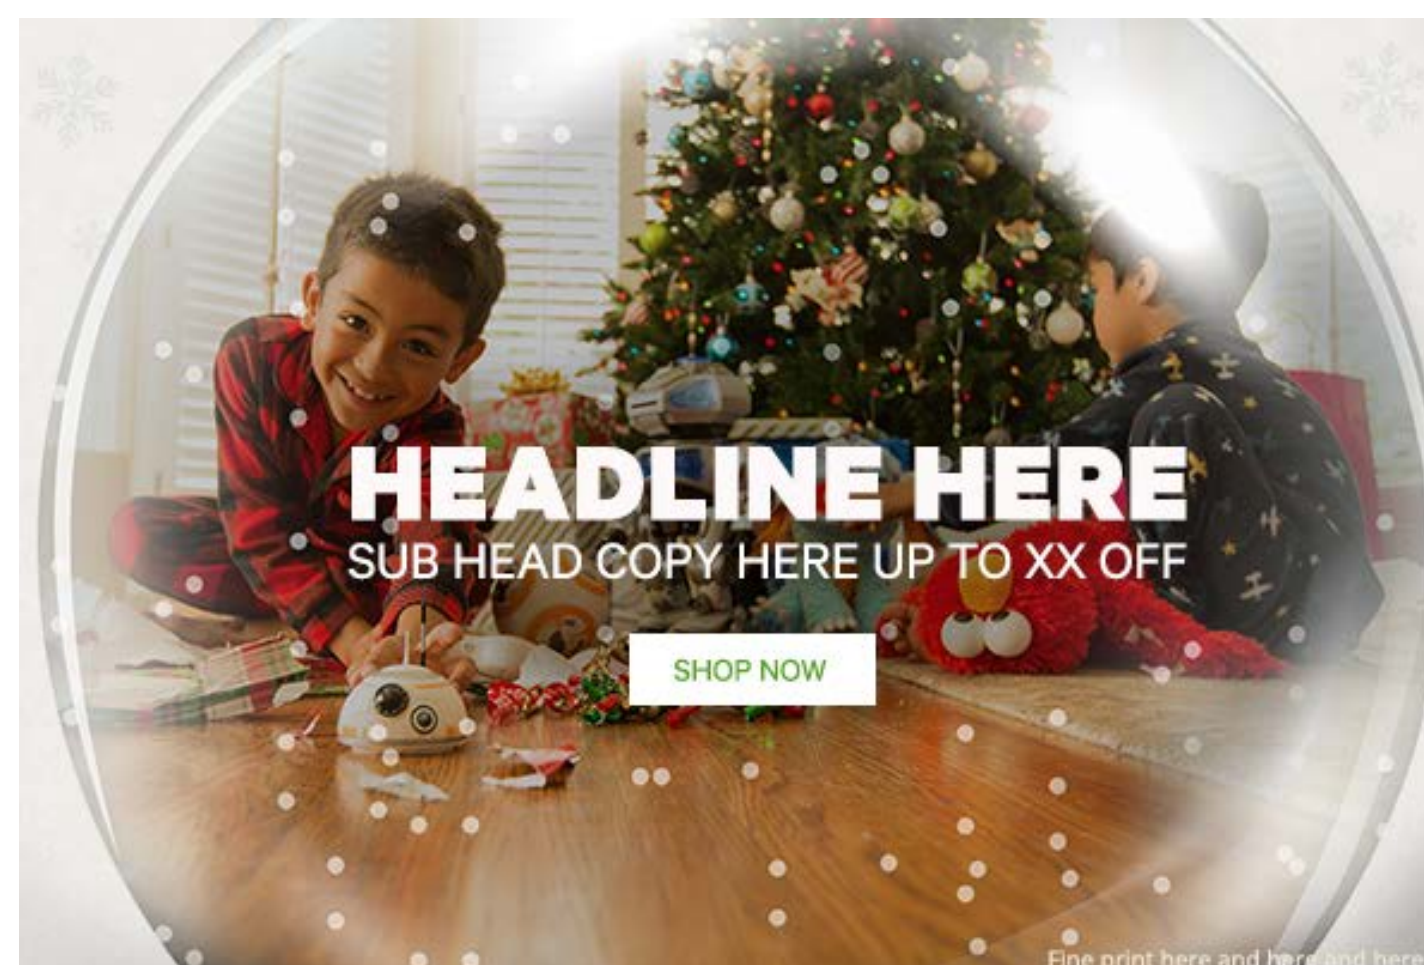 HEADLINE HERE
SUB HEAD COPY HERE UP TO XX OFF
SHOP NOW
Fine print here and here and here